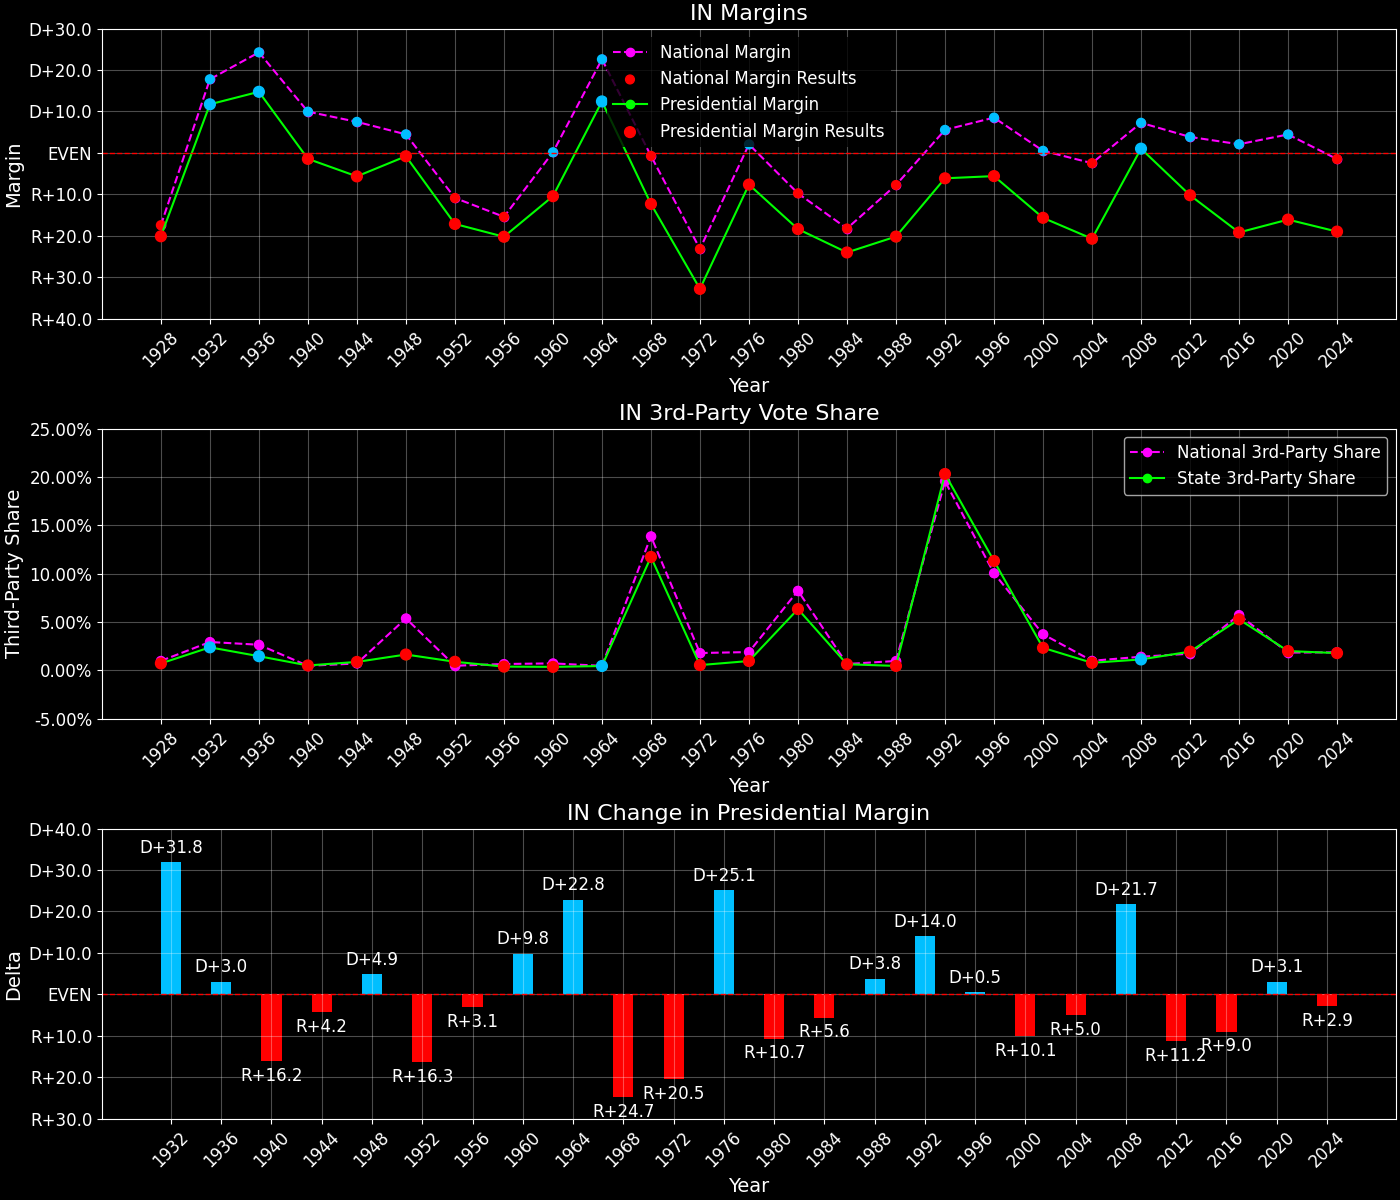 IN Margins
D+30.0
D+20.0
D+10.0
EVEN
R+10.0
R+20.0
R+30.0
R+40.0
Margin
National Margin
National Margin Results
Presidential Margin
Presidential Margin Results
1928 1932 1936 1940 1944 1948 1952 1956 1960 1964 1968 1972 1976 1980 1984 1988 1992 1996 2000 2004 2008 2012 2016 2020 2024
Year
IN 3rd-Party Vote Share
25.00%
20.00%
15.00%
10.00%
5.00%
0.00%
-5.00%
Third-Party Share
National 3rd-Party Share
State 3rd-Party Share
1928 1932 1936 1940 1944 1948 1952 1956 1960 1964 1968 1972 1976 1980 1984 1988 1992 1996 2000 2004 2008 2012 2016 2020 2024
Year
IN Change in Presidential Margin
D+40.0
D+30.0
D+20.0
D+10.0
EVEN
R+10.0
R+20.0
R+30.0
Delta
D+31.8
D+3.0
R+16.2
R+4.2
D+4.9
R+16.3
R+3.1
D+9.8
D+22.8
R+24.7
R+20.5
D+25.1
R+10.7
R+5.6
D+3.8
D+14.0
D+0.5
R+10.1
R+5.0
D+21.7
R+11.2
R+9.0
D+3.1
R+2.9
1932 1936 1940 1944 1948 1952 1956 1960 1964 1968 1972 1976 1980 1984 1988 1992 1996 2000 2004 2008 2012 2016 2020 2024
Year